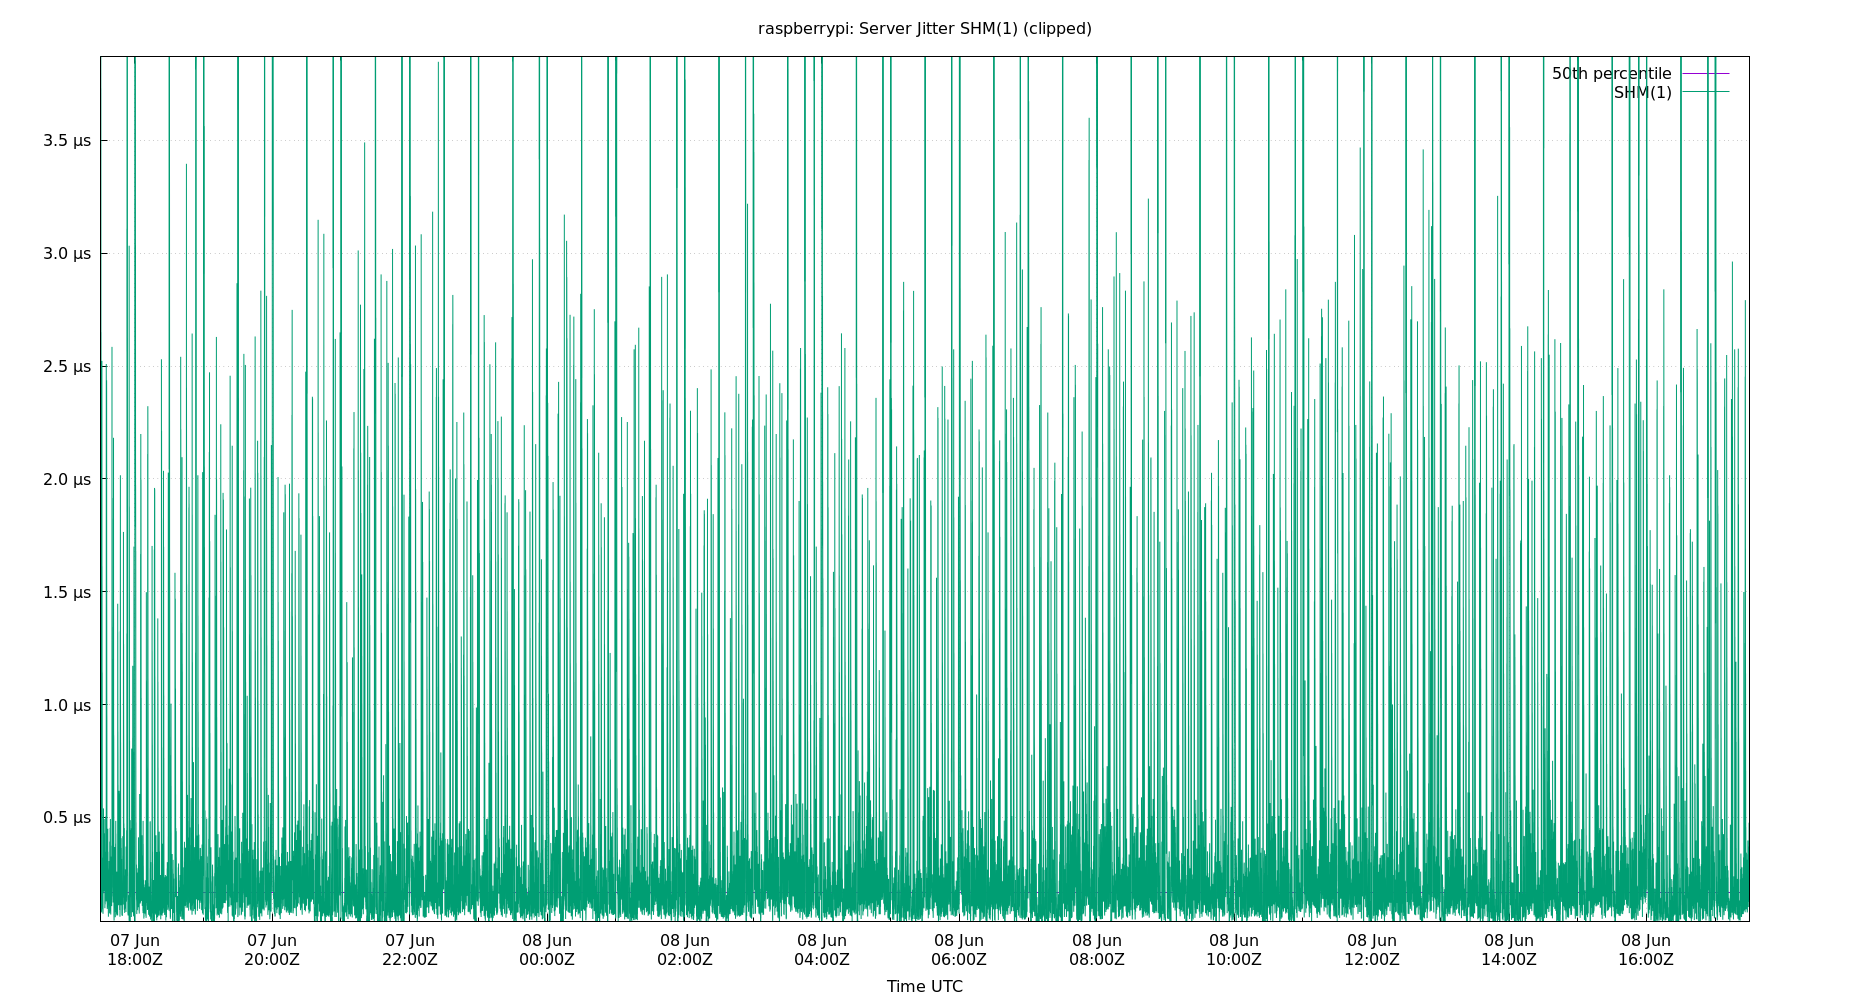 raspberrypi: Server Jitter SHM(1) (clipped)
50th percentile
SHM(1)
3.5 µs
3.0 µs
2.5 µs
2.0 µs
1.5 µs
1.0 µs
0.5 µs
07 Jun 07 Jun 07 Jun 08 Jun 08 Jun 08 Jun 08 Jun 08 Jun 08 Jun 08 Jun 08 Jun 08 Jun
18:00Z 20:00Z 22:00Z 00:00Z 02:00Z 04:00Z 06:00Z 08:00Z 10:00Z 12:00Z 14:00Z 16:00Z
Time UTC